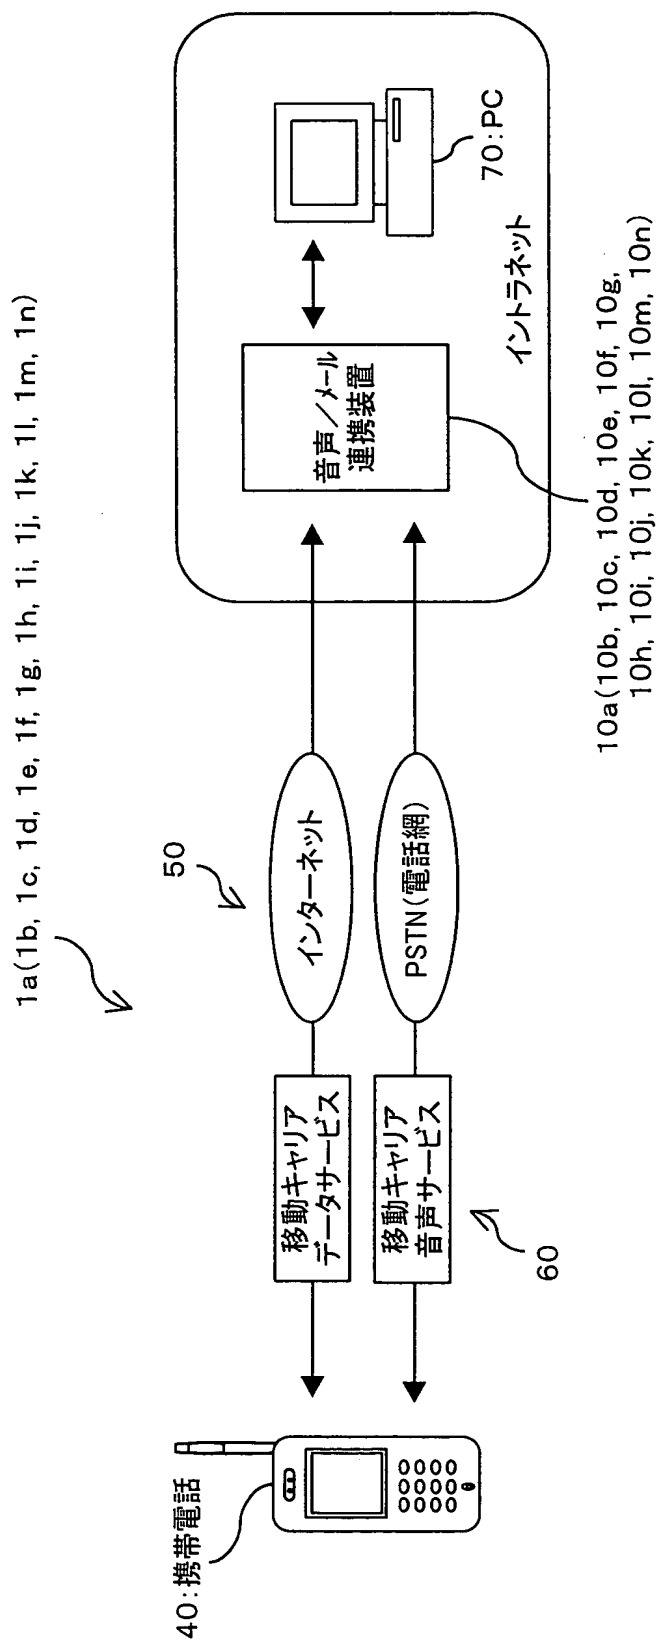 1a(1b, 1c, 1d, 1e, 1f, 1g, 1h, 1i, 1j, 1k, 1l, 1m, 1n)
40:携帯電話
移動キャリア
データサービス
50
インターネット
移動キャリア
音声サービス
60
PSTN(電話網)
音声/メール
連携装置
70:PC
イントラネット
10a(10b, 10c, 10d, 10e, 10f, 10g,
10h, 10i, 10j, 10k, 10l, 10m, 10n)